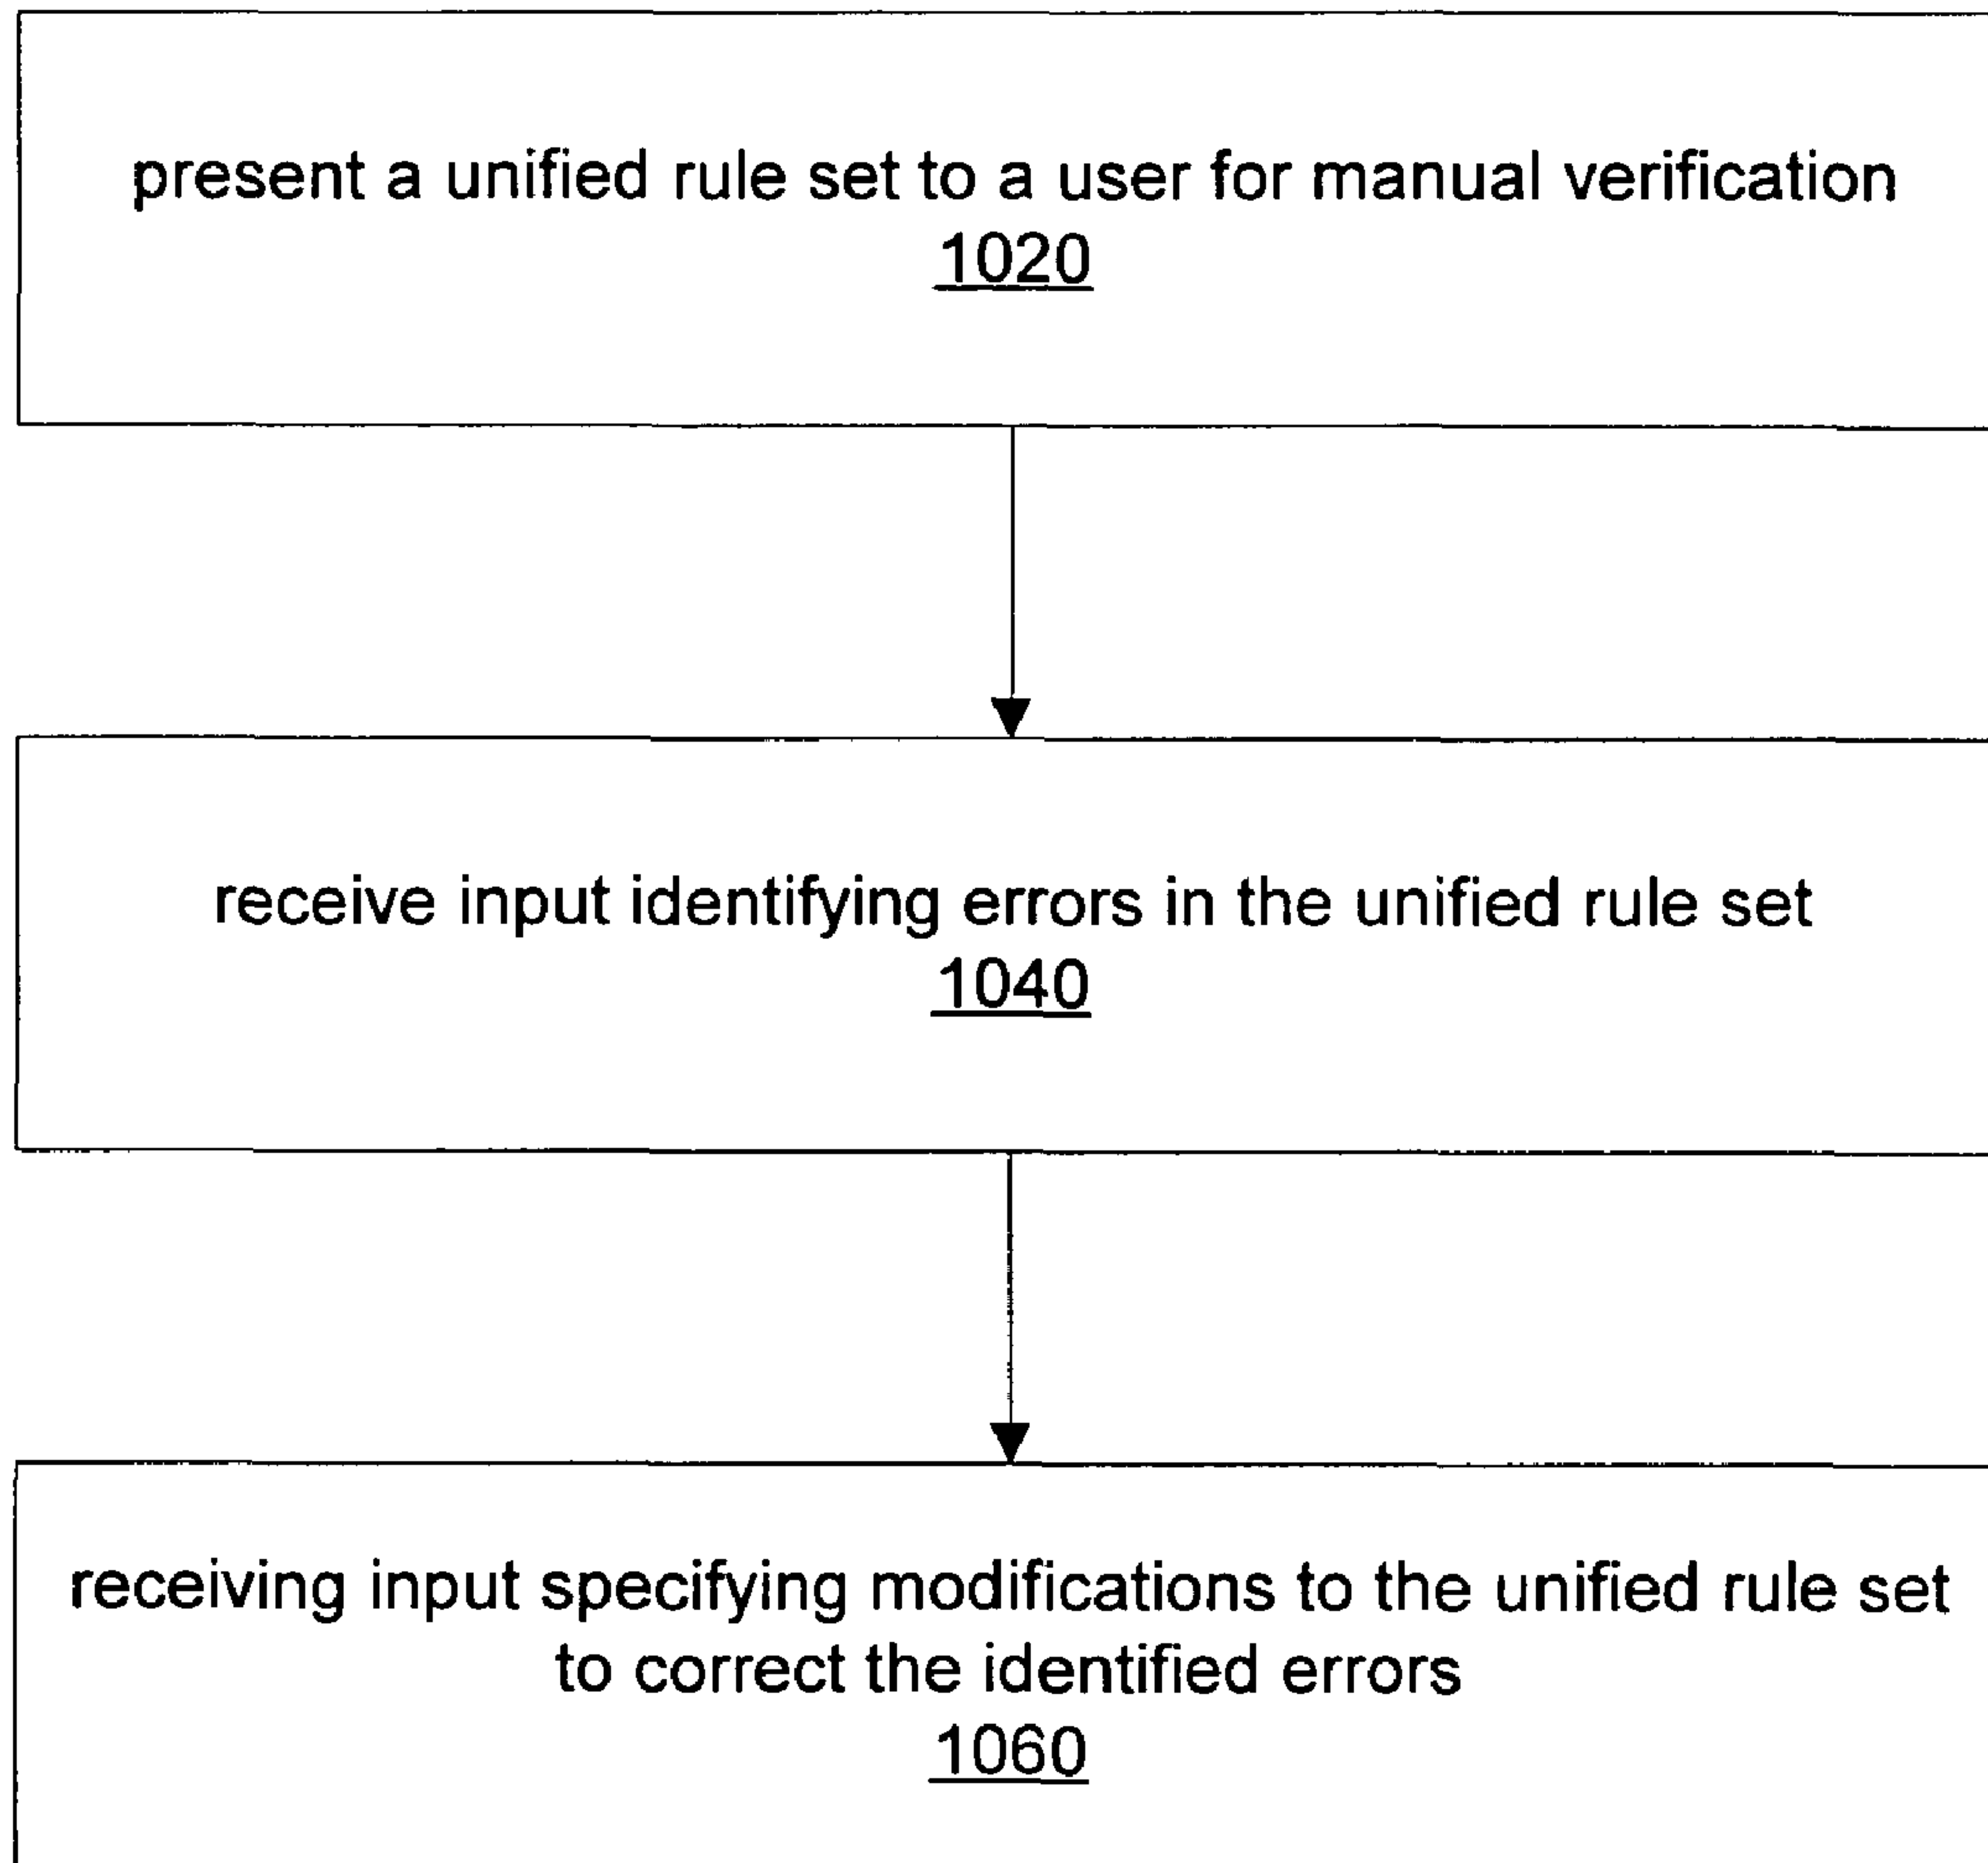 present a unified rule set to a user for manual verification
1020
receive input identifying errors in the unified rule set
1040
receiving input specifying modifications to the unified rule set
to correct the identified errors
1060